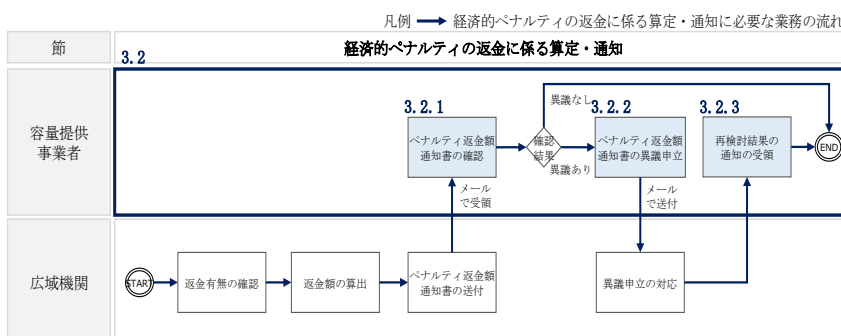 凡例 経済的ペナルティの返金に係る算定・通知に必要な業務の流れ
節
3.2
経済的ペナルティの返金に係る算定・通知
容量提供
事業者
3.2.1
ペナルティ返金額
通知書の確認
確認
結果
異議なし
異議あり
3.2.2
ペナルティ返金額
通知書の異議申立
3.2.3
再検討結果の
通知の受領
END
メール
で受領
メール
で送付
広域機関
START
返金有無の確認
返金額の算出
ペナルティ返金額
通知書の送付
異議申立の対応